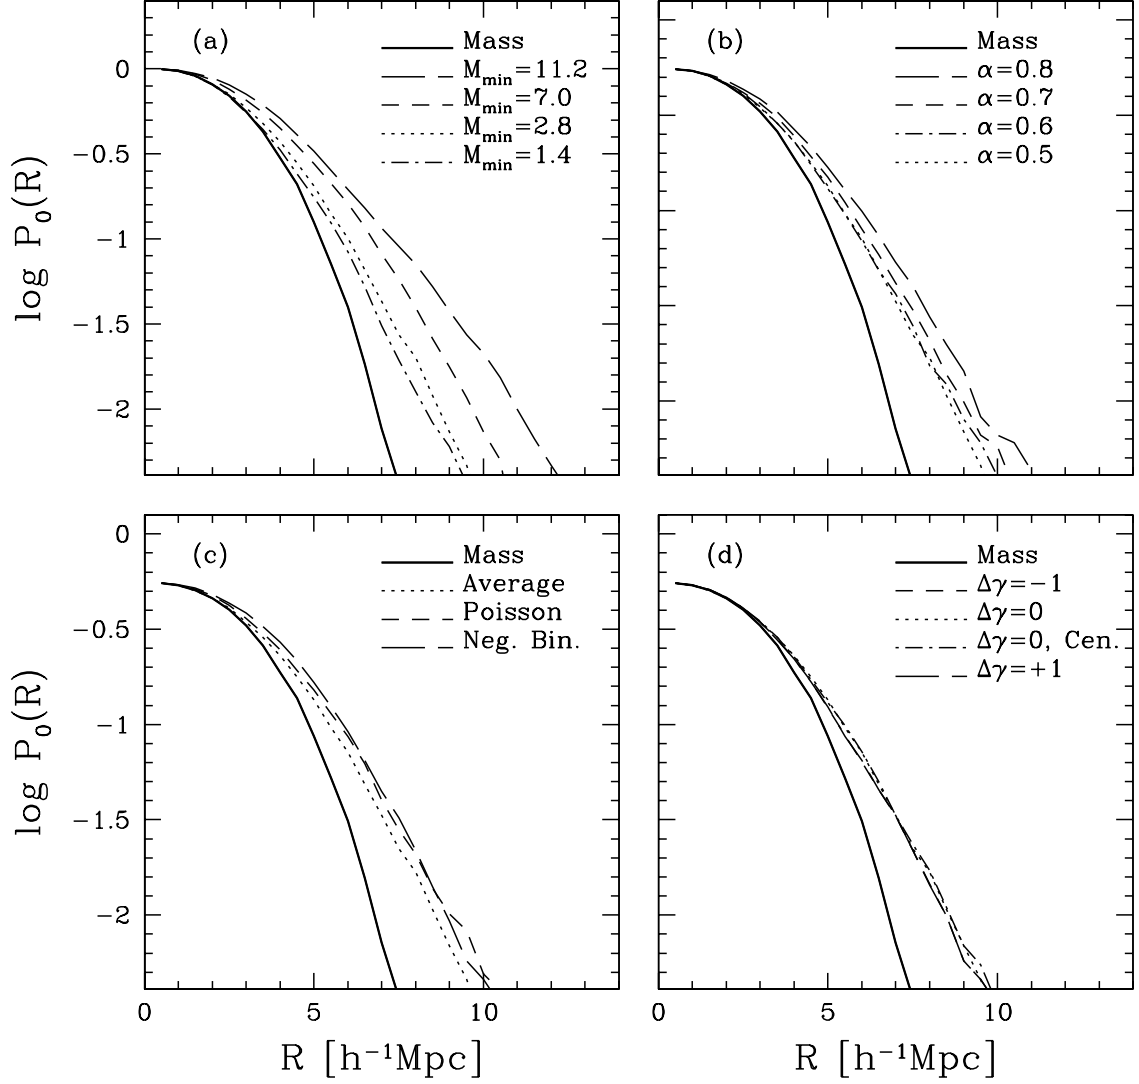 (a)
Mass
M_min=11.2
M_min=7.0
M_min=2.8
M_min=1.4
(b)
Mass
α=0.8
α=0.7
α=0.6
α=0.5
0
−0.5
−1
−1.5
−2
log P_0(R)
(c)
Mass
Average
Poisson
Neg. Bin.
(d)
Mass
Δγ=−1
Δγ=0
Δγ=0, Cen.
Δγ=+1
0
−0.5
−1
−1.5
−2
log P_0(R)
0 5 10
0 5 10
R [h⁻¹Mpc]
R [h⁻¹Mpc]